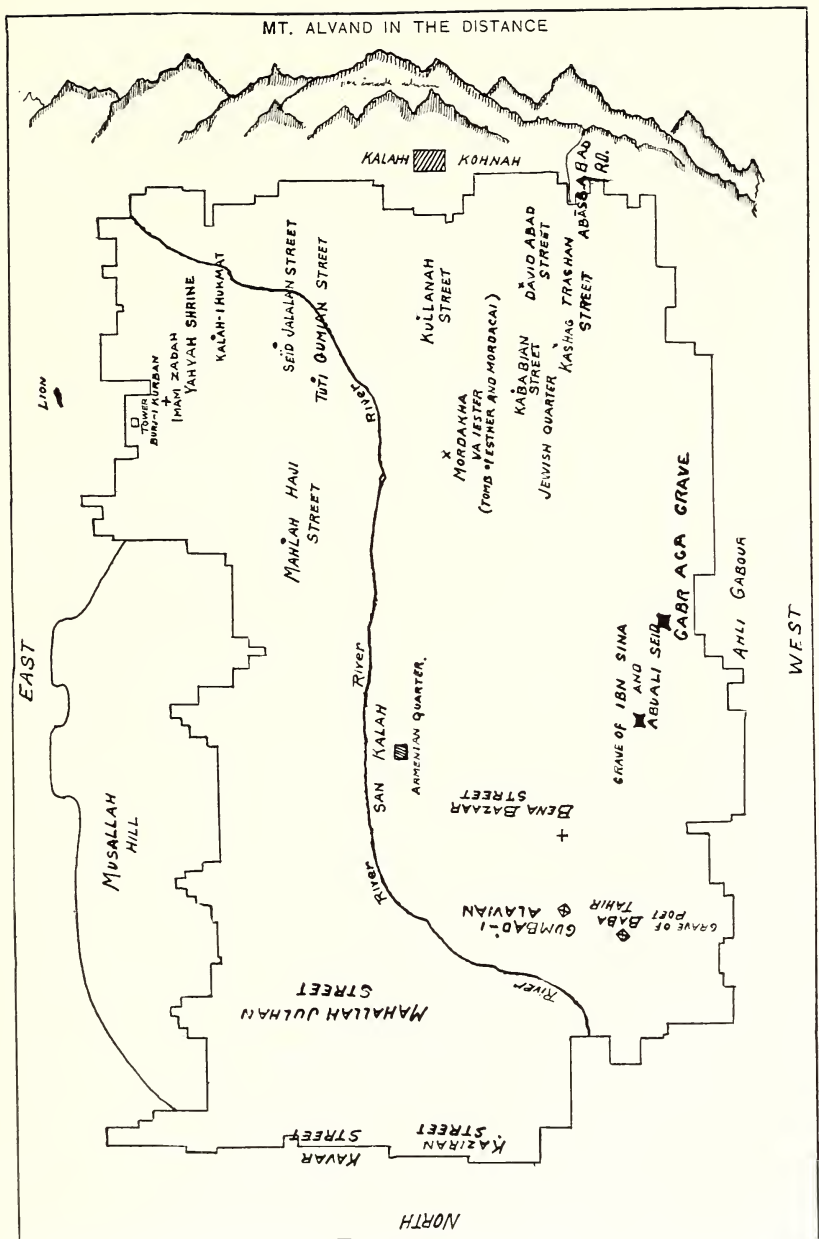 MT. ALVAND IN THE DISTANCE
KALAHH KOHNAH
ABASBABAD
RD.
LION
TOWER
BURJ-I KURBAN
IMAM ZADAH
YAHYAH SHRINE
KALAH-I HUKMAT
SEID JALALAN STREET
TUTI QUMIAN STREET
KULLANAH
STREET
DAVID ABAD
STREET
KASHAG TRASHAN
STREET
KABABIAN
STREET
JEWISH QUARTER
MORDAKHA
VA IESTER
(TOMB OF ESTHER AND MORDACAI)
River
MAHLAH HAJI
STREET
EAST
WEST
GABR AGA GRAVE
AHLI GABOUR
GRAVE OF IBN SINA
AND
ABUALI SEID
River
SAN KALAH
ARMENIAN QUARTER.
MUSALLAH
HILL
BENA BAZAAR
STREET
River
GUMBAD-I
ALAVIAN
GRAVE OF
POET BABA
TAHIR
River
MAHALLAH JULHAN
STREET
KAZIRAN
STREET
KAVAR
STREET
NORTH